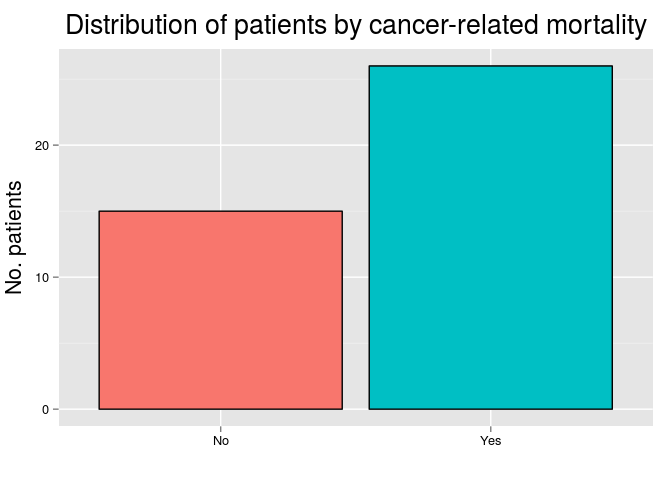 Distribution of patients by cancer-related mortality
No. patients
20
10
0
No
Yes